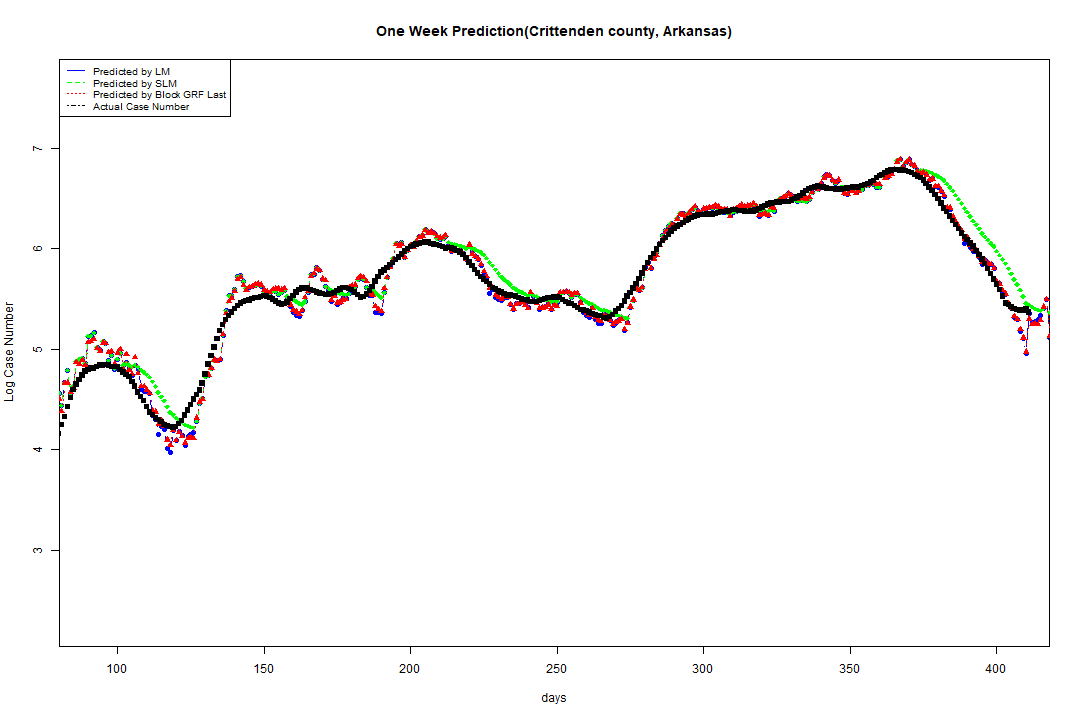 One Week Prediction(Crittenden county, Arkansas)
Predicted by LM
Predicted by SLM
Predicted by Block GRF Last
Actual Case Number
7
6
5
4
3
Log Case Number
100 150 200 250 300 350 400
days